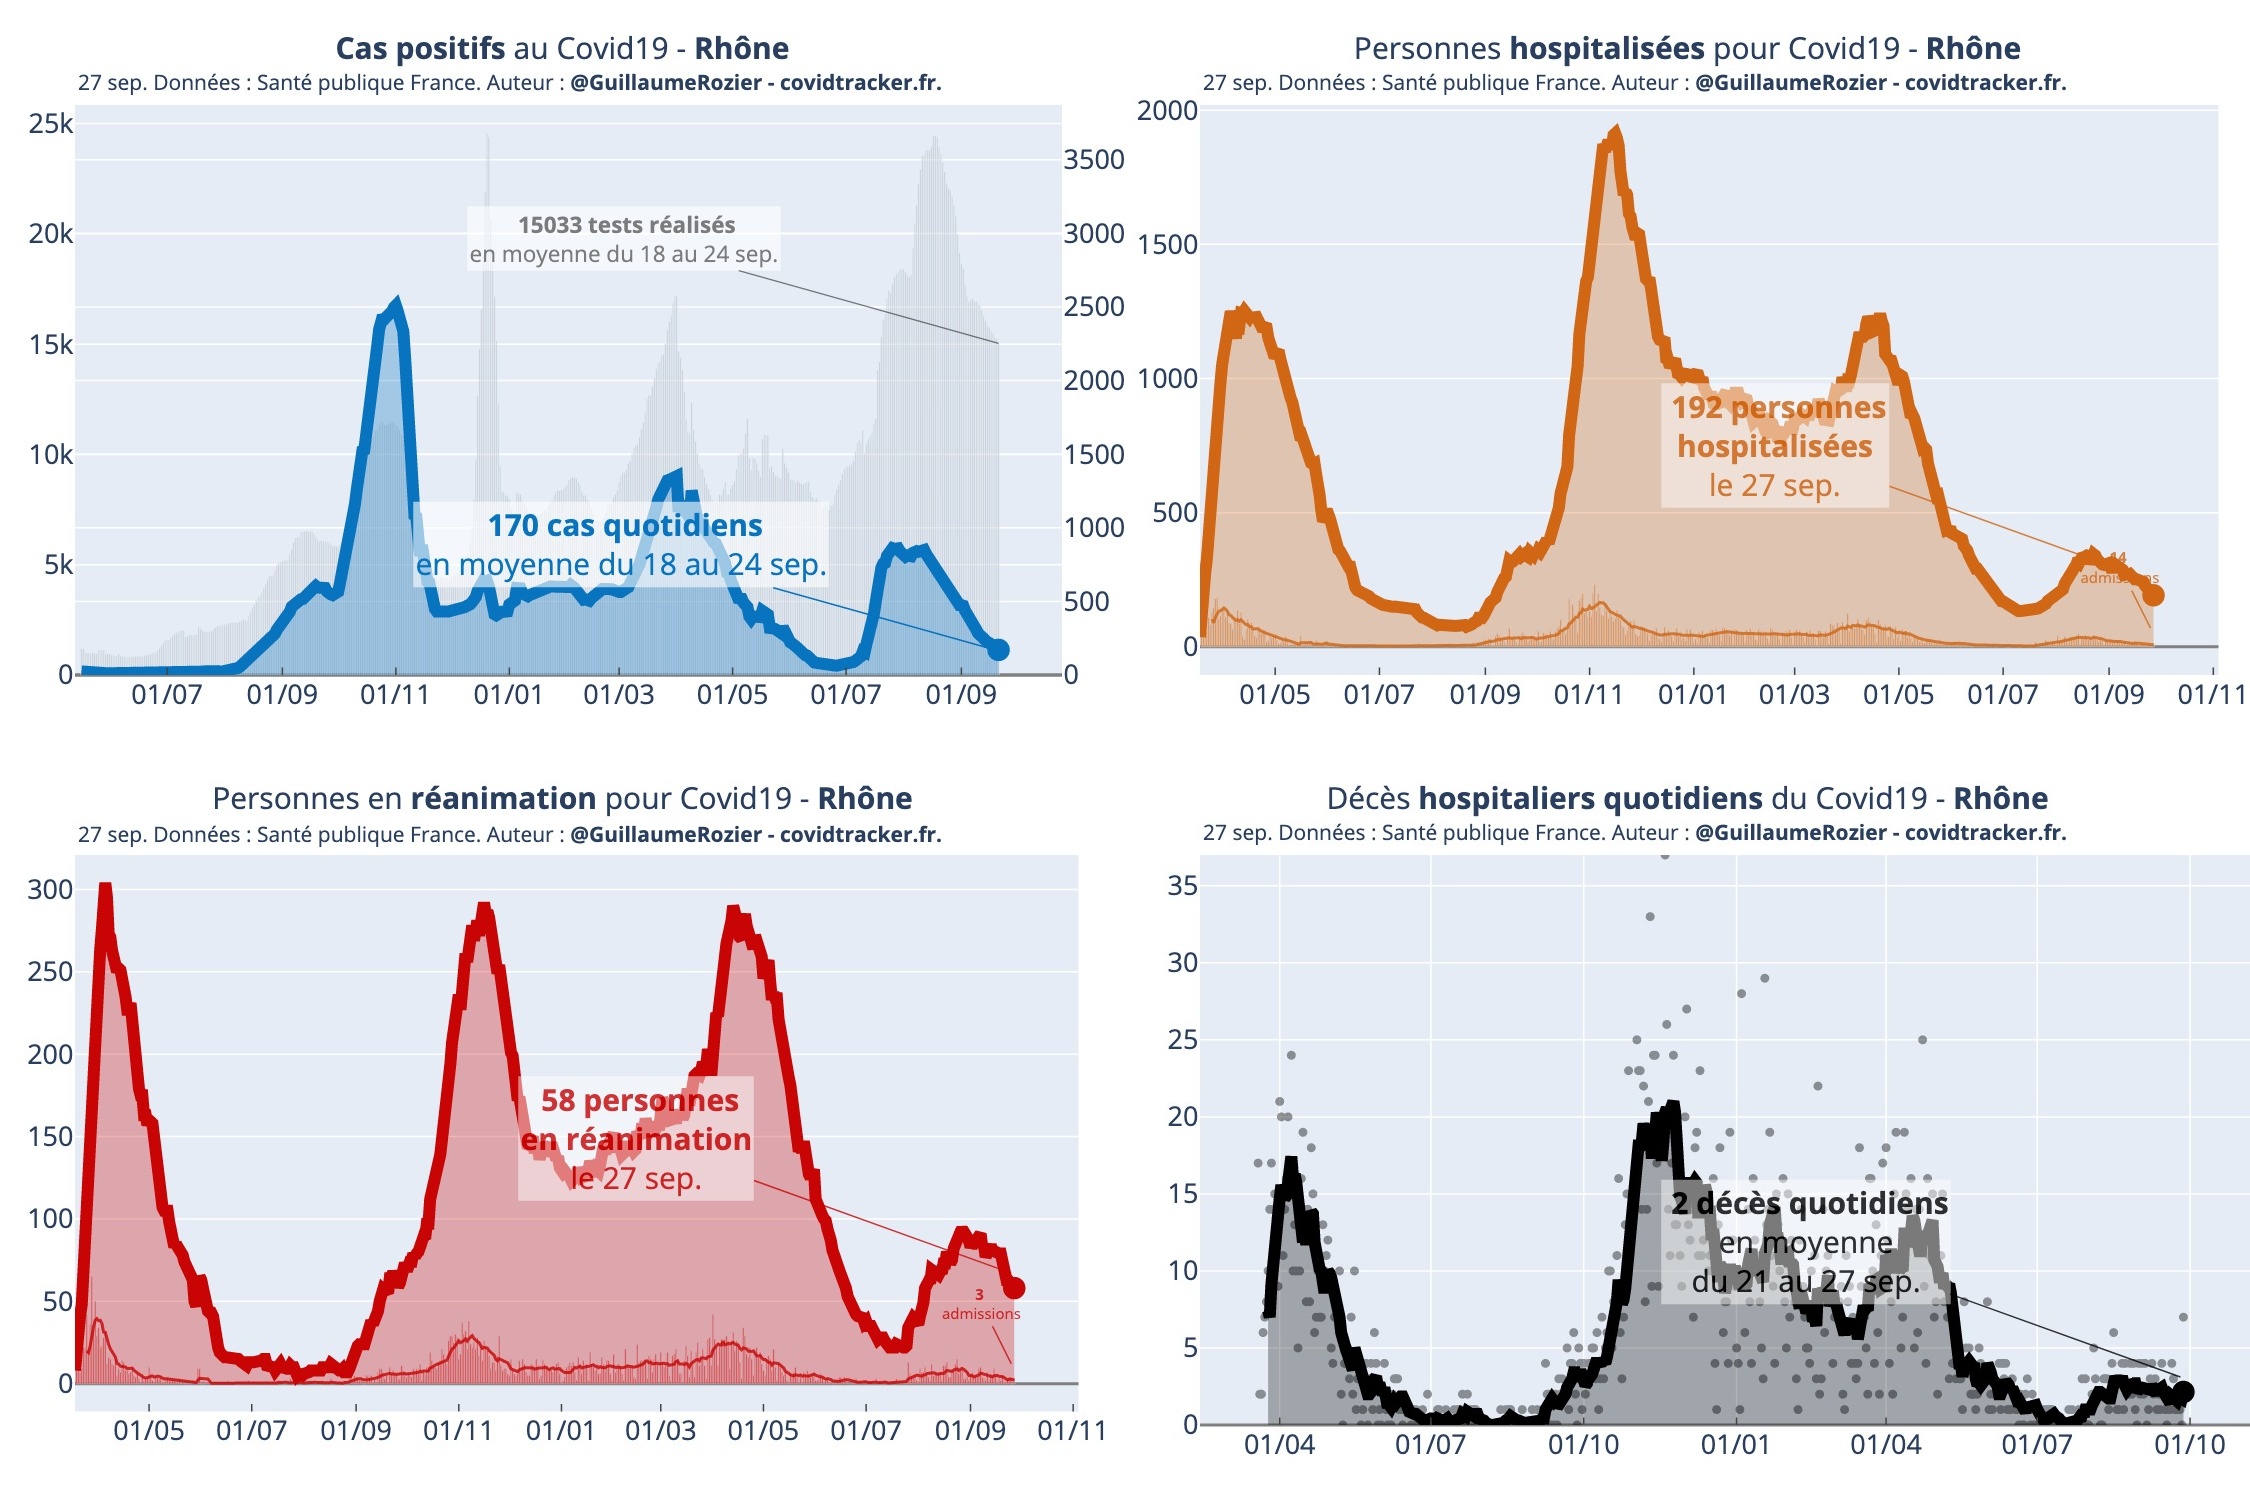 Cas positifs au Covid19 - Rhône
27 sep. Données : Santé publique France. Auteur : @GuillaumeRozier - covidtracker.fr.
25k
20k
15k
10k
5k
0
3500
3000
2500
2000
1500
1000
500
0
15033 tests réalisés
en moyenne du 18 au 24 sep.
170 cas quotidiens
en moyenne du 18 au 24 sep.
01/07 01/09 01/11 01/01 01/03 01/05 01/07 01/09
Personnes hospitalisées pour Covid19 - Rhône
27 sep. Données : Santé publique France. Auteur : @GuillaumeRozier - covidtracker.fr.
2000
1500
1000
500
0
192 personnes
hospitalisées
le 27 sep.
14
admissions
01/05 01/07 01/09 01/11 01/01 01/03 01/05 01/07 01/09 01/11
Personnes en réanimation pour Covid19 - Rhône
27 sep. Données : Santé publique France. Auteur : @GuillaumeRozier - covidtracker.fr.
300
250
200
150
100
50
0
58 personnes
en réanimation
le 27 sep.
3
admissions
01/05 01/07 01/09 01/11 01/01 01/03 01/05 01/07 01/09 01/11
Décès hospitaliers quotidiens du Covid19 - Rhône
27 sep. Données : Santé publique France. Auteur : @GuillaumeRozier - covidtracker.fr.
35
30
25
20
15
10
5
0
2 décès quotidiens
en moyenne
du 21 au 27 sep.
01/04 01/07 01/10 01/01 01/04 01/07 01/10